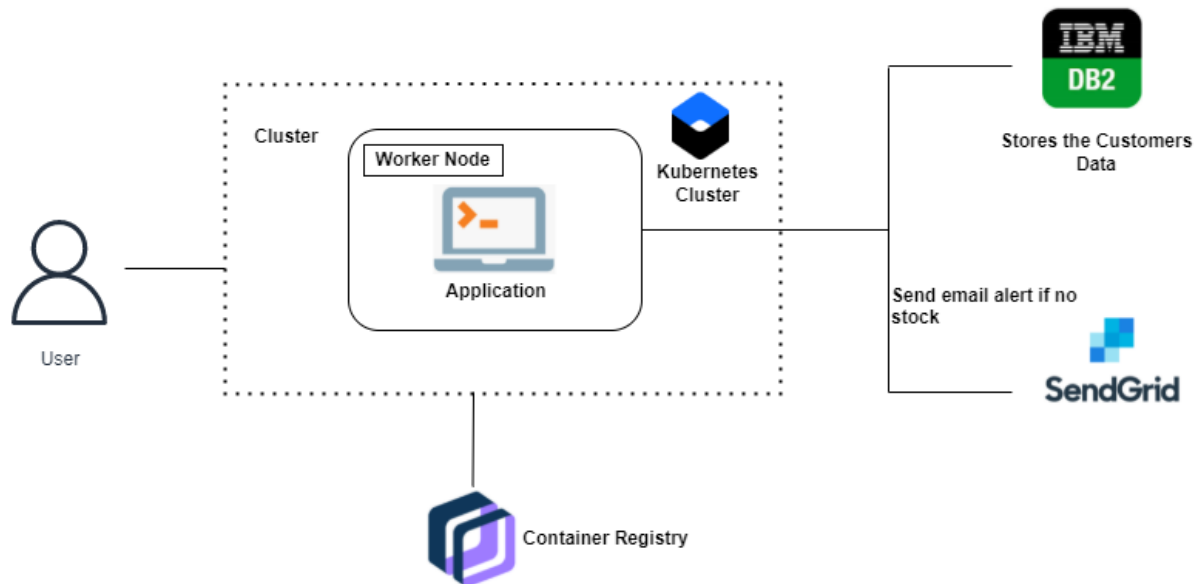 IBM
DB2
Stores the Customers
Data
Cluster
Worker Node
Kubernetes
Cluster
Application
User
Send email alert if no
stock
SendGrid
Container Registry